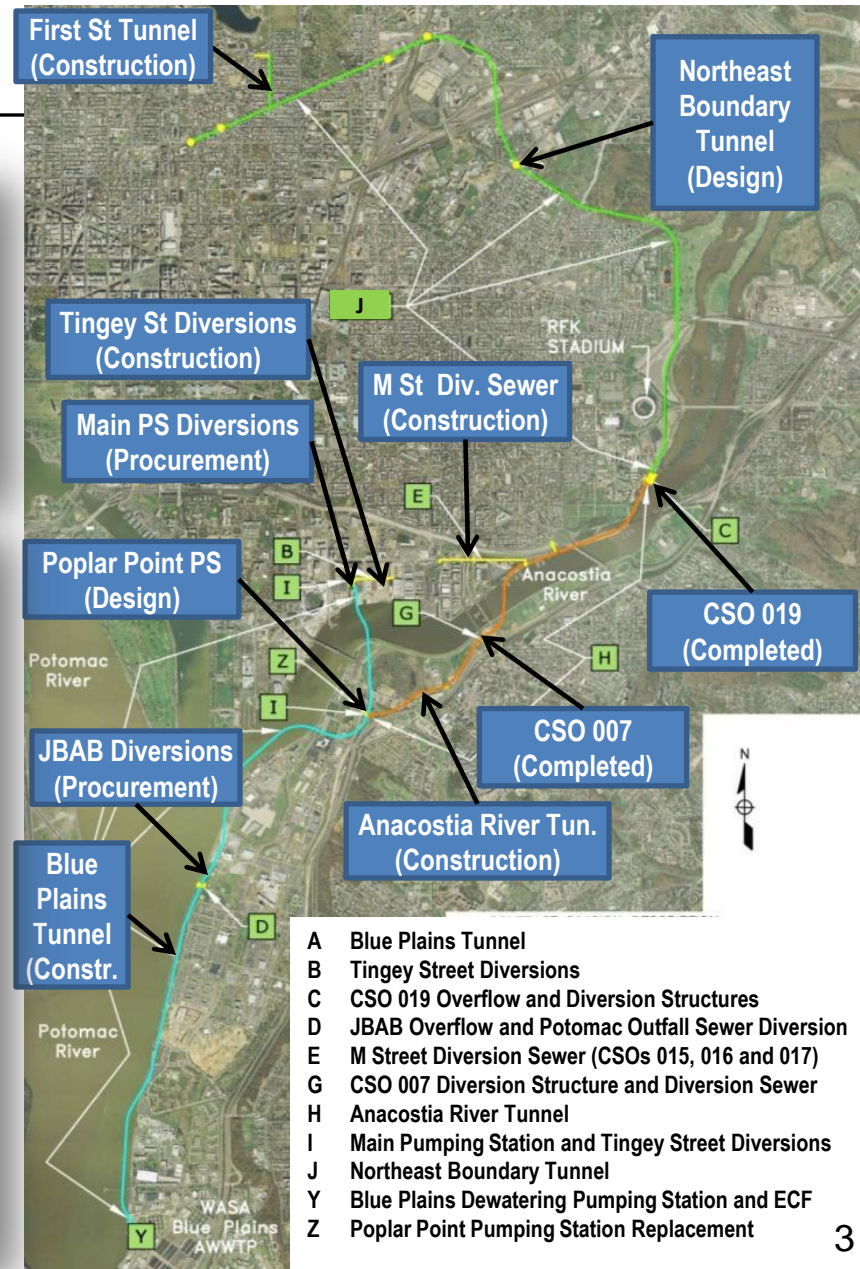 First St Tunnel
(Construction)
Northeast
Boundary
Tunnel
(Design)
J
Tingey St Diversions
(Construction)
RFK
STADIUM
M St Div. Sewer
(Construction)
Main PS Diversions
(Procurement)
E
C
B
Poplar Point PS
(Design)
I
Anacostia
River
G
CSO 019
(Completed)
H
Potomac
River
Z
I
CSO 007
(Completed)
JBAB Diversions
(Procurement)
N
Anacostia River Tun.
(Construction)
Blue
Plains
Tunnel
(Constr.
D
Potomac
River
WASA
Blue Plains
AWWTP
Y
A Blue Plains Tunnel
B Tingey Street Diversions
C CSO 019 Overflow and Diversion Structures
D JBAB Overflow and Potomac Outfall Sewer Diversion
E M Street Diversion Sewer (CSOs 015, 016 and 017)
G CSO 007 Diversion Structure and Diversion Sewer
H Anacostia River Tunnel
I Main Pumping Station and Tingey Street Diversions
J Northeast Boundary Tunnel
Y Blue Plains Dewatering Pumping Station and ECF
Z Poplar Point Pumping Station Replacement
3